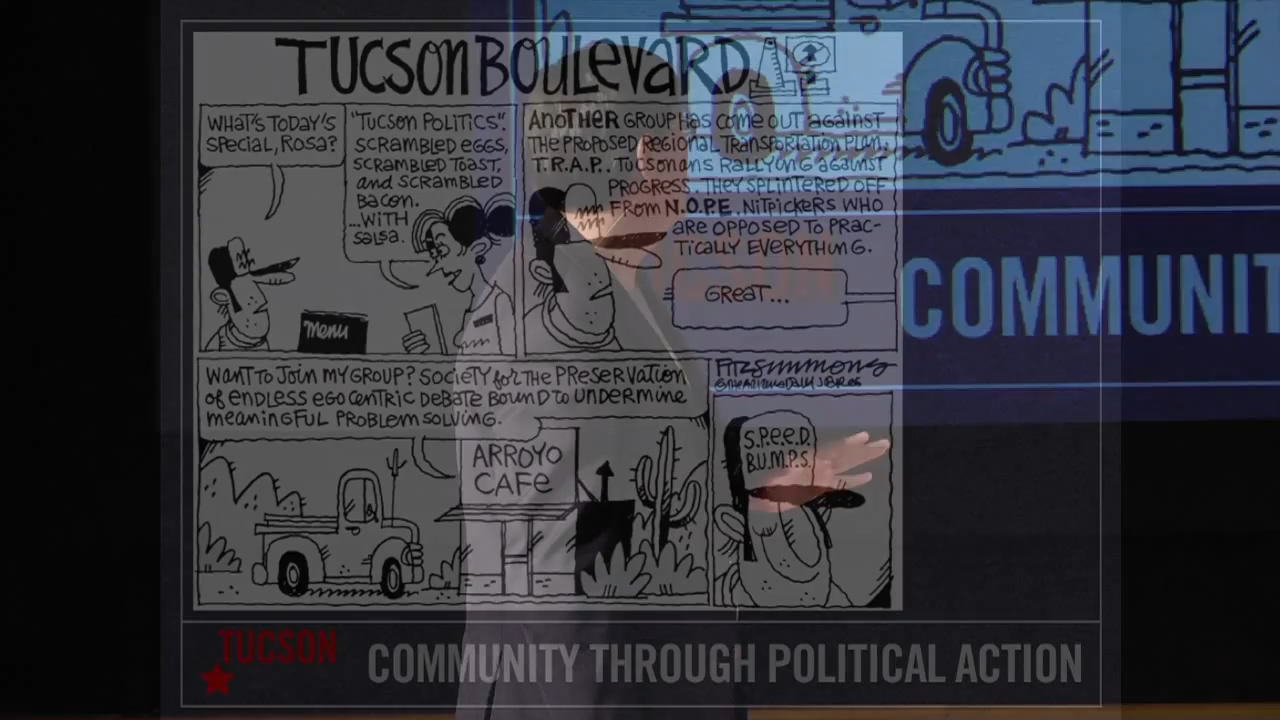 TUCSON BOULEVARD
WHAT'S TODAY'S
SPECIAL, ROSA?
"TUCSON POLITICS".
SCRAMBLED EGGS,
SCRAMBLED TOAST,
and SCRAMBLED
BACON.
...WITH
SALSA.
ANOTHER GROUP HAS COME OUT against
THE PROPOSED REGIONAL TRANSPORTATION PLAN.
T.R.A.P.. TUCSONANS RALLYING against
PROGRESS. THEY SPLINTERED OFF
FROM N.O.P.E. NITPICKERS WHO
ARE OPPOSED TO PRAC-
TICALLY EVERYTHING.
GREAT...
Menu
WANT TO JOIN MY GROUP? SOCIETY for THE PRESERVATION
of ENDLESS EGO CENTRIC DEBATE BOUND to UNDERMINE
MEANINGFUL PROBLEM SOLVING.
FITZSIMMONS
ARROYO
CAFE
S.P.E.E.D.
B.U.M.P.S.
COMMUNIT
TUCSON
COMMUNITY THROUGH POLITICAL ACTION